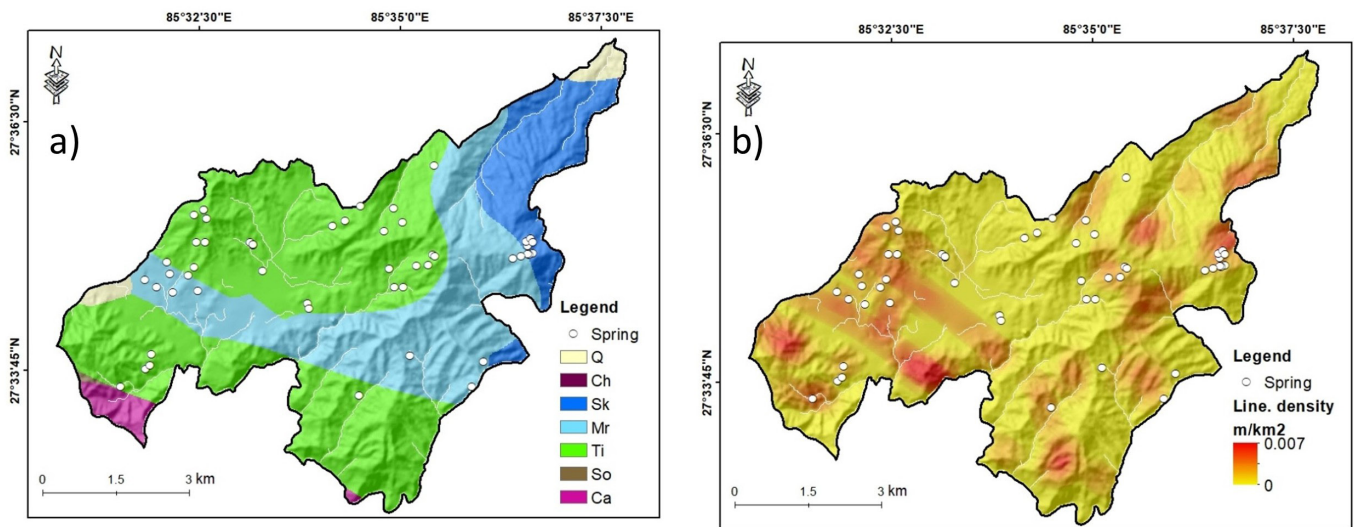 85°32'30"E 85°35'0"E 85°37'30"E
a)
N
27°36'30"N
27°33'45"N
Legend
Spring
Q
Ch
Sk
Mr
Ti
So
Ca
0 1.5 3 km
85°32'30"E 85°35'0"E 85°37'30"E
b)
N
27°36'30"N
27°33'45"N
Legend
Spring
Line. density
m/km2
0.007
0
0 1.5 3 km